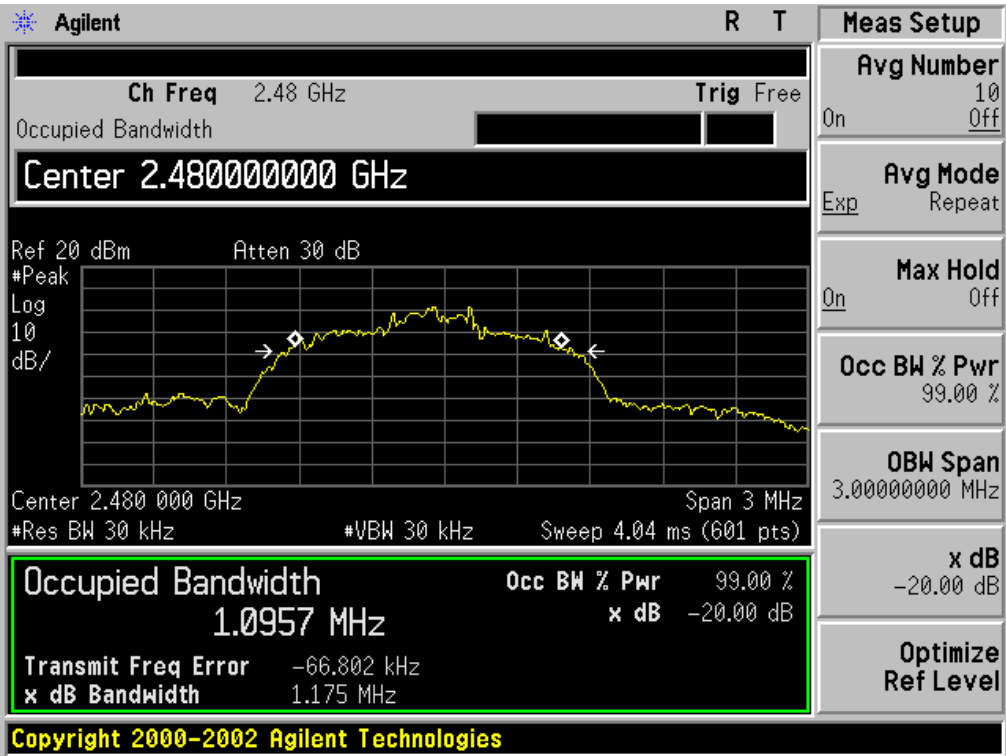 Agilent R T
Ch Freq 2.48 GHz Trig Free
Occupied Bandwidth
Center 2.480000000 GHz
Ref 20 dBm Atten 30 dB
#Peak
Log
10
dB/
Center 2.480 000 GHz Span 3 MHz
#Res BW 30 kHz #VBW 30 kHz Sweep 4.04 ms (601 pts)
Occupied Bandwidth
1.0957 MHz
Occ BW % Pwr 99.00 %
x dB -20.00 dB
Transmit Freq Error -66.802 kHz
x dB Bandwidth 1.175 MHz
Copyright 2000-2002 Agilent Technologies
Meas Setup
Avg Number
10
On Off
Avg Mode
Exp Repeat
Max Hold
On Off
Occ BW % Pwr
99.00 %
OBW Span
3.00000000 MHz
x dB
-20.00 dB
Optimize
Ref Level